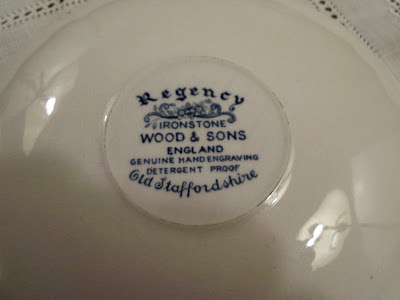 Regency
IRONSTONE
WOOD & SONS
ENGLAND
GENUINE HAND ENGRAVING
DETERGENT PROOF
Old Staffordshire